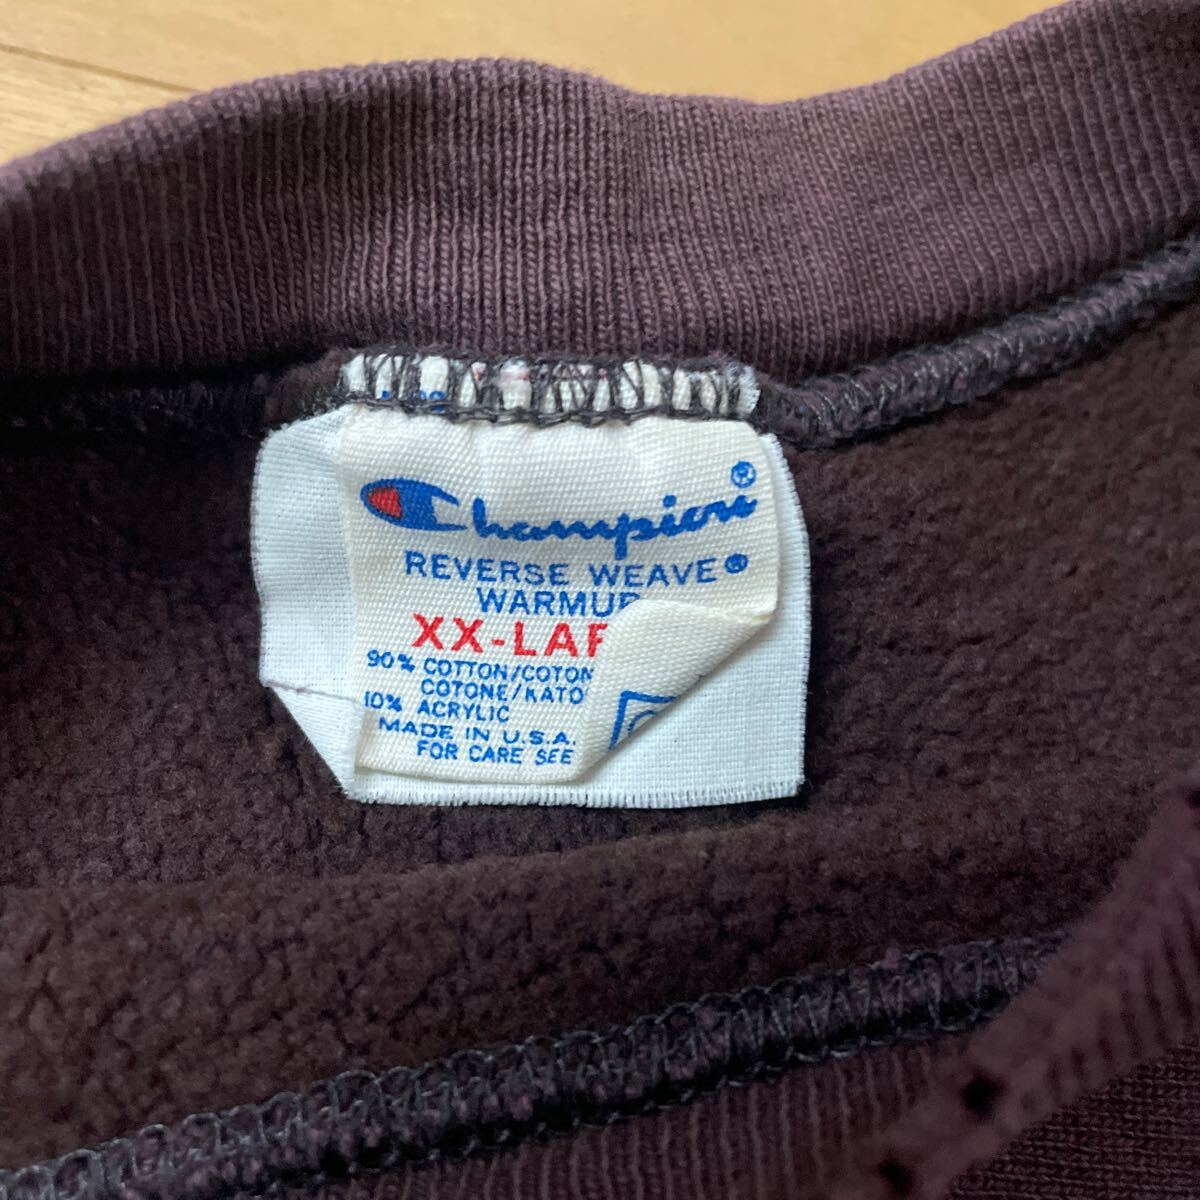 Champion®
REVERSE WEAVE®
WARMUP
XX-LAR
90% COTTON/COTON
COTONE/KATO
10% ACRYLIC
MADE IN U.S.A.
FOR CARE SEE